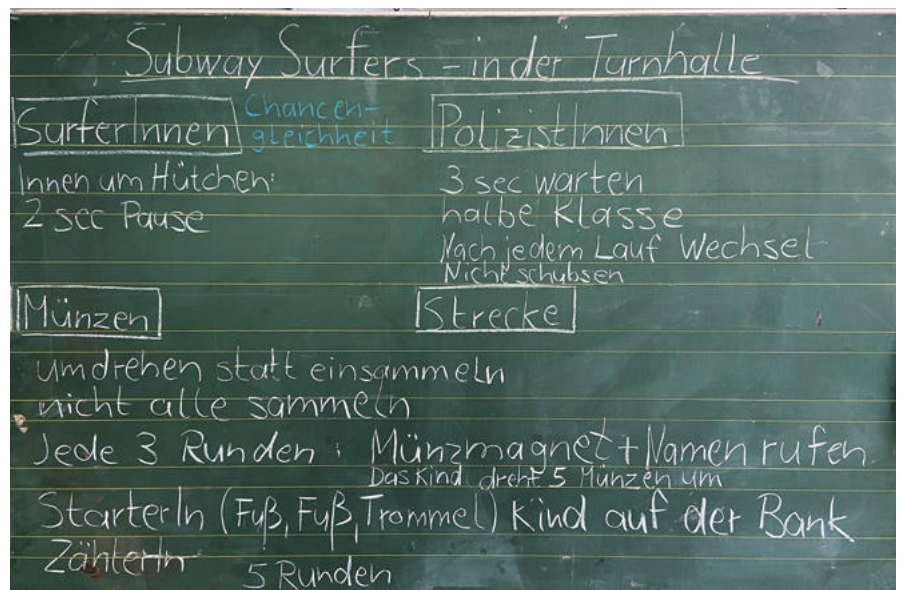 Subway Surfers - in der Turnhalle
SurferInnen
Chancen-
gleichheit
Innen um Hütchen:
2 sec Pause
PolizistInnen
3 sec warten
halbe Klasse
Nach jedem Lauf Wechsel
Nicht schubsen
Münzen
Strecke
umdrehen statt einsammeln
nicht alle sammeln
Jede 3 Runden: Münzmagnet + Namen rufen
Das Kind dreht 5 Münzen um
StarterIn (Fuß, Fuß, Trommel) Kind auf der Bank
ZählerIn
5 Runden